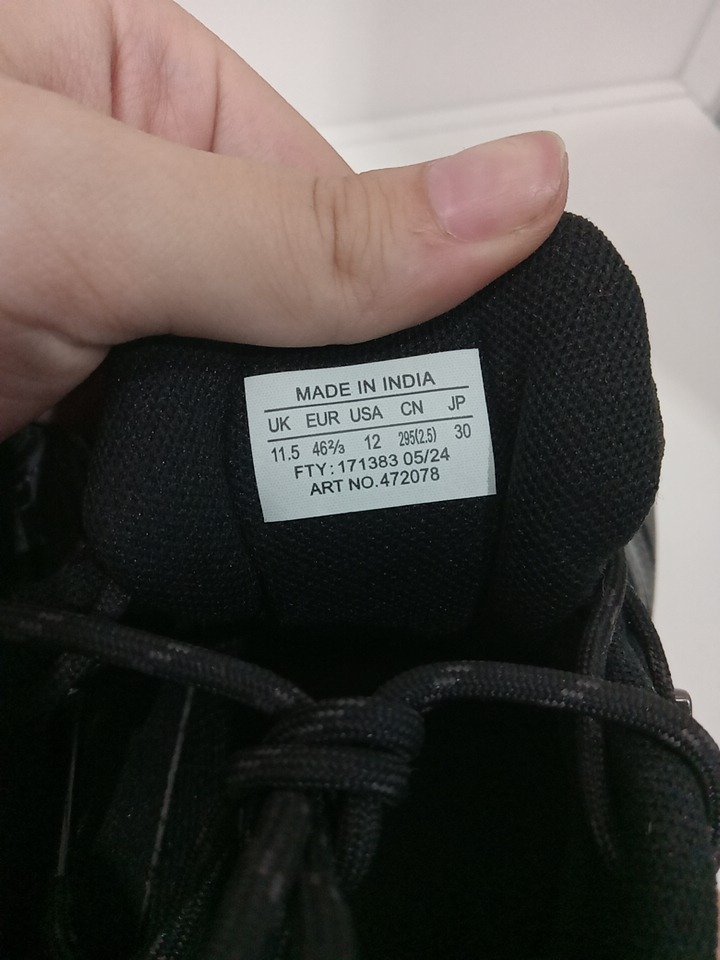 MADE IN INDIA
UK EUR USA CN JP
11.5 46⅔ 12 295(2.5) 30
FTY: 171383 05/24
ART NO. 472078